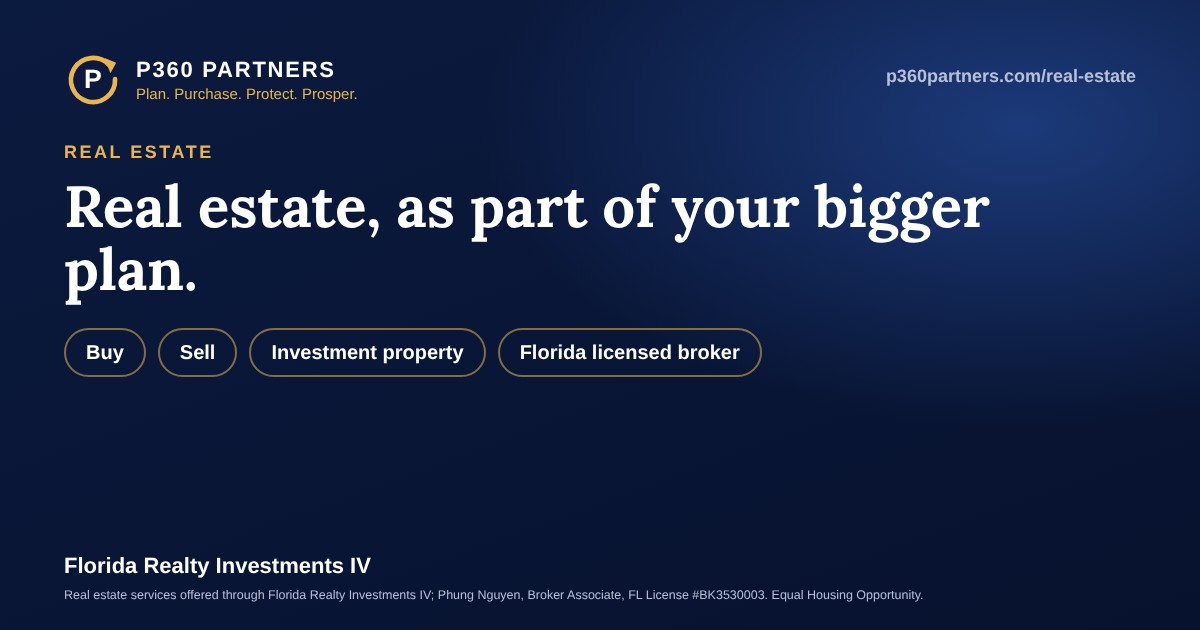 P
P360 PARTNERS
Plan. Purchase. Protect. Prosper.
p360partners.com/real-estate
REAL ESTATE
Real estate, as part of your bigger
plan.
Buy
Sell
Investment property
Florida licensed broker
Florida Realty Investments IV
Real estate services offered through Florida Realty Investments IV; Phung Nguyen, Broker Associate, FL License #BK3530003. Equal Housing Opportunity.